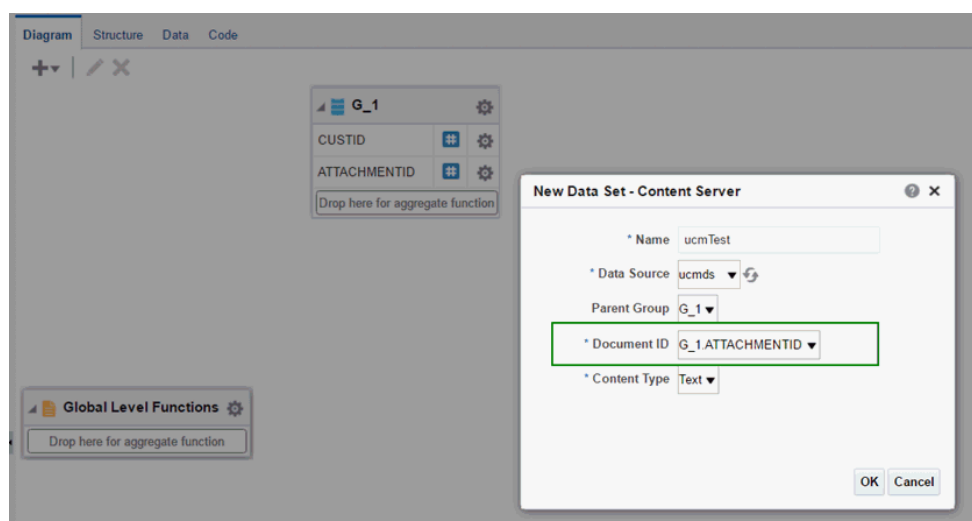 Diagram Structure Data Code
G_1
CUSTID
ATTACHMENTID
Drop here for aggregate function
New Data Set - Content Server
* Name ucmTest
* Data Source ucmds
Parent Group G_1
* Document ID G_1.ATTACHMENTID
* Content Type Text
OK Cancel
Global Level Functions
Drop here for aggregate function